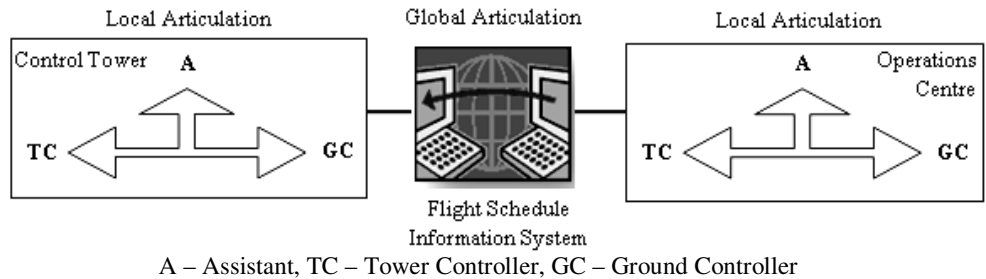 Local Articulation
Global Articulation
Local Articulation
Control Tower
A
TC
GC
Flight Schedule
Information System
Operations
Centre
A
TC
GC
A – Assistant, TC – Tower Controller, GC – Ground Controller